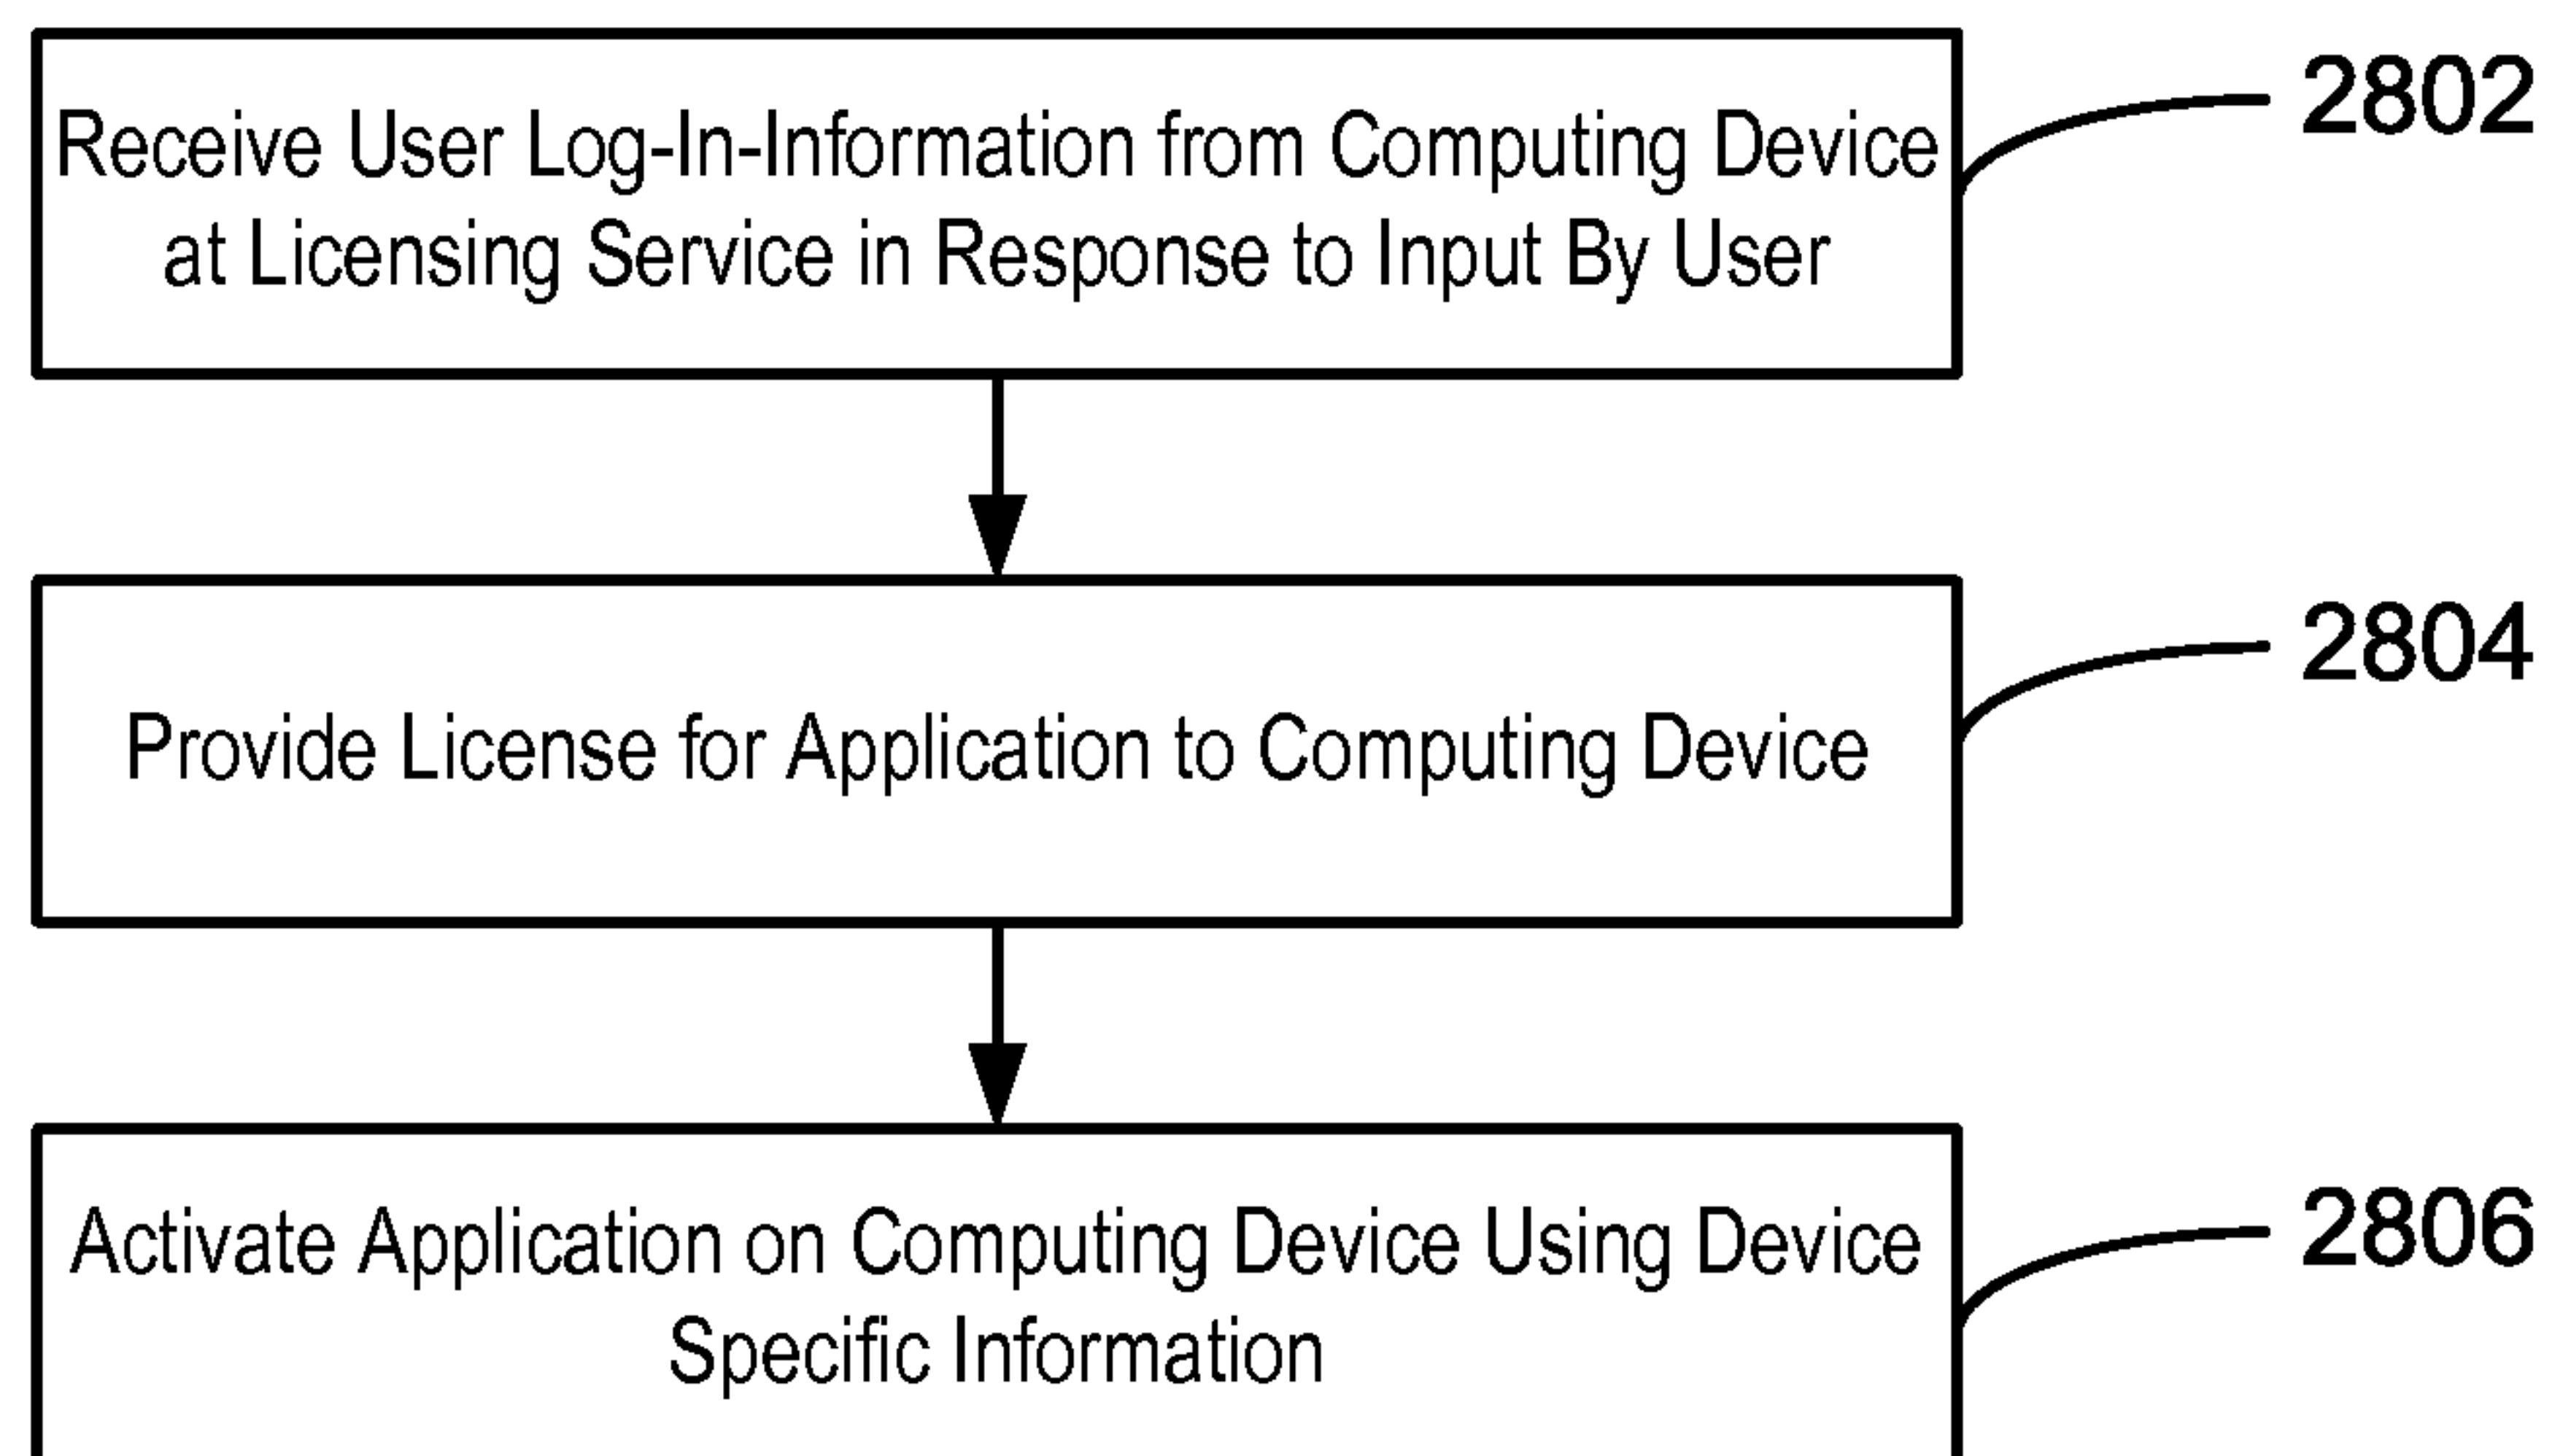 Receive User Log-In-Information from Computing Device
at Licensing Service in Response to Input By User
2802
Provide License for Application to Computing Device
2804
Activate Application on Computing Device Using Device
Specific Information
2806